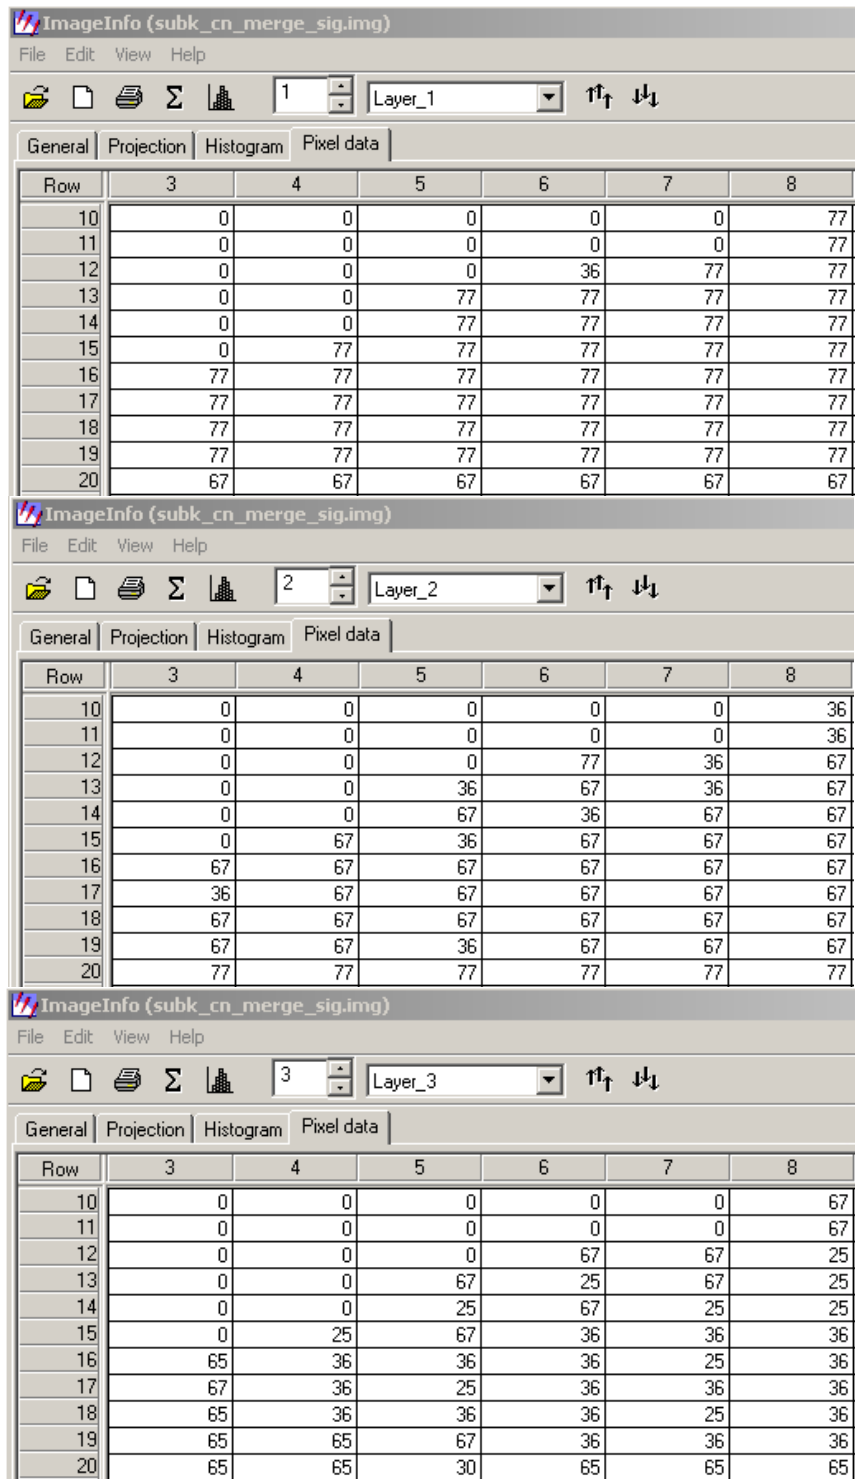 ImageInfo (subk_cn_merge_sig.img)
File Edit View Help
Σ 1 Layer_1
General Projection Histogram Pixel data
Row 3 4 5 6 7 8
10 0 0 0 0 0 77
11 0 0 0 0 0 77
12 0 0 0 36 77 77
13 0 0 77 77 77 77
14 0 0 77 77 77 77
15 0 77 77 77 77 77
16 77 77 77 77 77 77
17 77 77 77 77 77 77
18 77 77 77 77 77 77
19 77 77 77 77 77 77
20 67 67 67 67 67 67
ImageInfo (subk_cn_merge_sig.img)
File Edit View Help
Σ 2 Layer_2
General Projection Histogram Pixel data
Row 3 4 5 6 7 8
10 0 0 0 0 0 36
11 0 0 0 0 0 36
12 0 0 0 77 36 67
13 0 0 36 67 36 67
14 0 0 67 36 67 67
15 0 67 36 67 67 67
16 67 67 67 67 67 67
17 36 67 67 67 67 67
18 67 67 67 67 67 67
19 67 67 36 67 67 67
20 77 77 77 77 77 77
ImageInfo (subk_cn_merge_sig.img)
File Edit View Help
Σ 3 Layer_3
General Projection Histogram Pixel data
Row 3 4 5 6 7 8
10 0 0 0 0 0 67
11 0 0 0 0 0 67
12 0 0 0 67 67 25
13 0 0 67 25 67 25
14 0 0 25 67 25 25
15 0 25 67 36 36 36
16 65 36 36 36 25 36
17 67 36 25 36 36 36
18 65 36 36 36 25 36
19 65 65 67 36 36 36
20 65 65 30 65 65 65